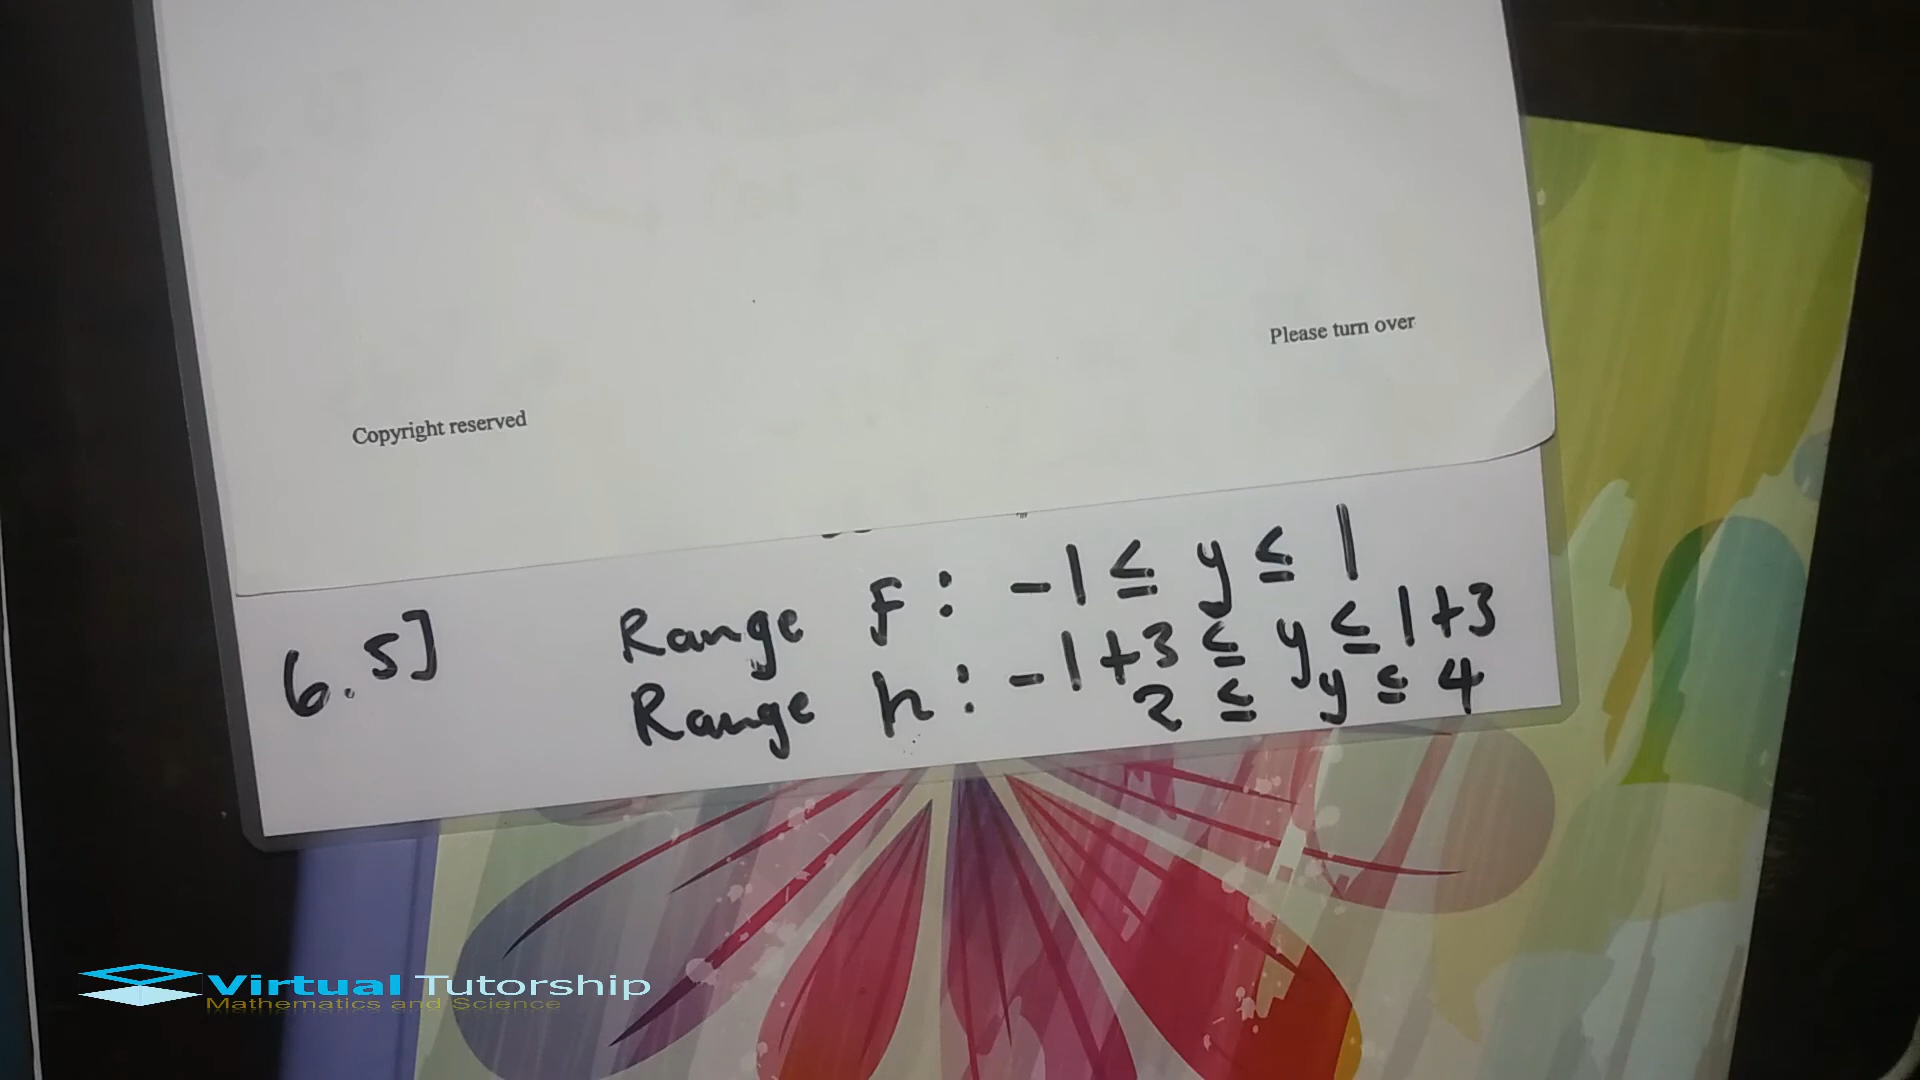 Please turn over
Copyright reserved
6.5] Range f: -1 ≤ y ≤ 1
Range h: -1+3 ≤ y ≤ 1+3
2 ≤ y ≤ 4
Virtual Tutorship
Mathematics and Science